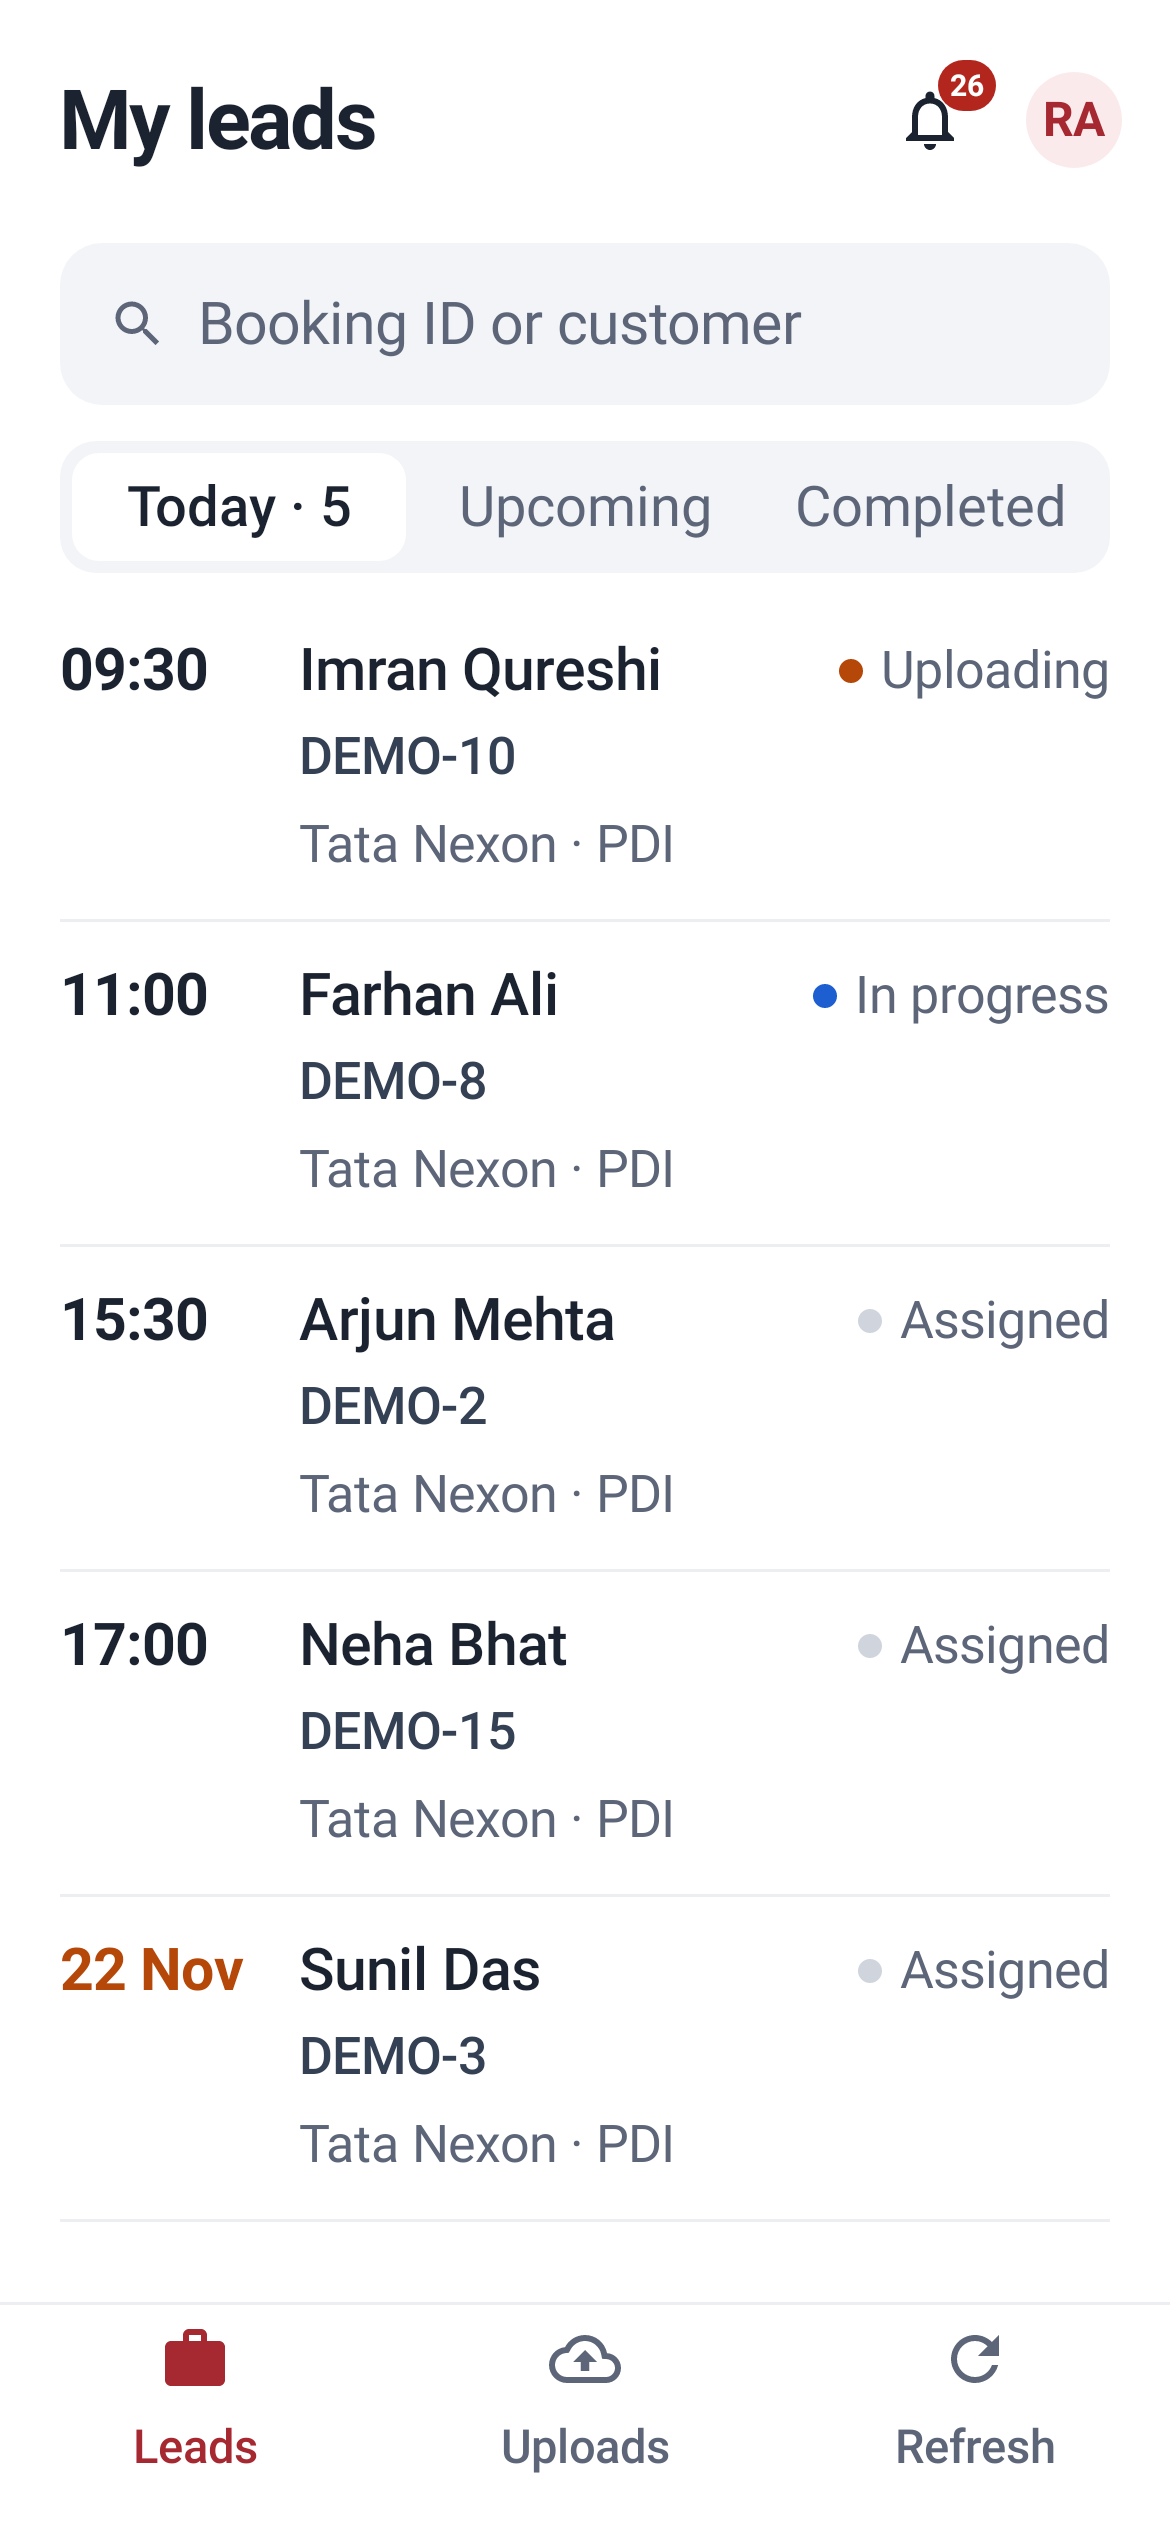 My leads
26
RA
Booking ID or customer
Today · 5
Upcoming
Completed
09:30
Imran Qureshi
Uploading
DEMO-10
Tata Nexon · PDI
11:00
Farhan Ali
In progress
DEMO-8
Tata Nexon · PDI
15:30
Arjun Mehta
Assigned
DEMO-2
Tata Nexon · PDI
17:00
Neha Bhat
Assigned
DEMO-15
Tata Nexon · PDI
22 Nov
Sunil Das
Assigned
DEMO-3
Tata Nexon · PDI
Leads
Uploads
Refresh